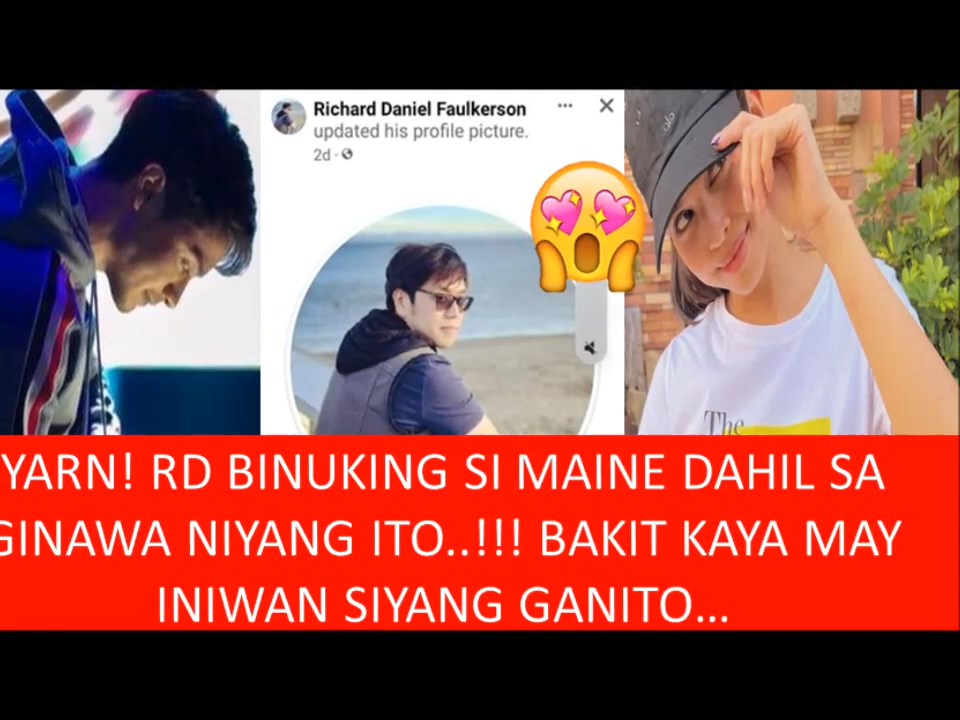 Richard Daniel Faulkerson
updated his profile picture.
2d
The
YARN! RD BINUKING SI MAINE DAHIL SA
GINAWA NIYANG ITO..!!! BAKIT KAYA MAY
INIWAN SIYANG GANITO...